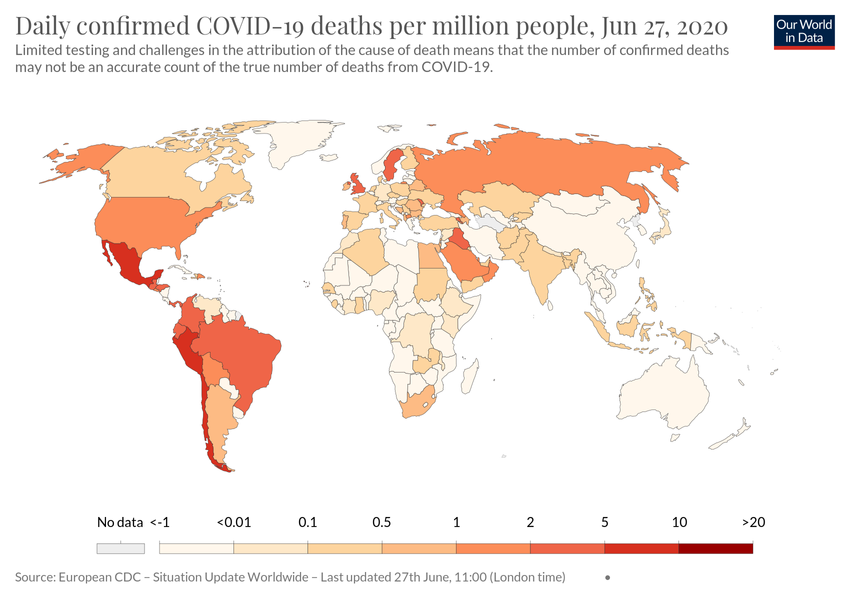 Daily confirmed COVID-19 deaths per million people, Jun 27, 2020
Our World
in Data
Limited testing and challenges in the attribution of the cause of death means that the number of confirmed deaths
may not be an accurate count of the true number of deaths from COVID-19.
No data <-1 <0.01 0.1 0.5 1 2 5 10 >20
Source: European CDC – Situation Update Worldwide – Last updated 27th June, 11:00 (London time) •